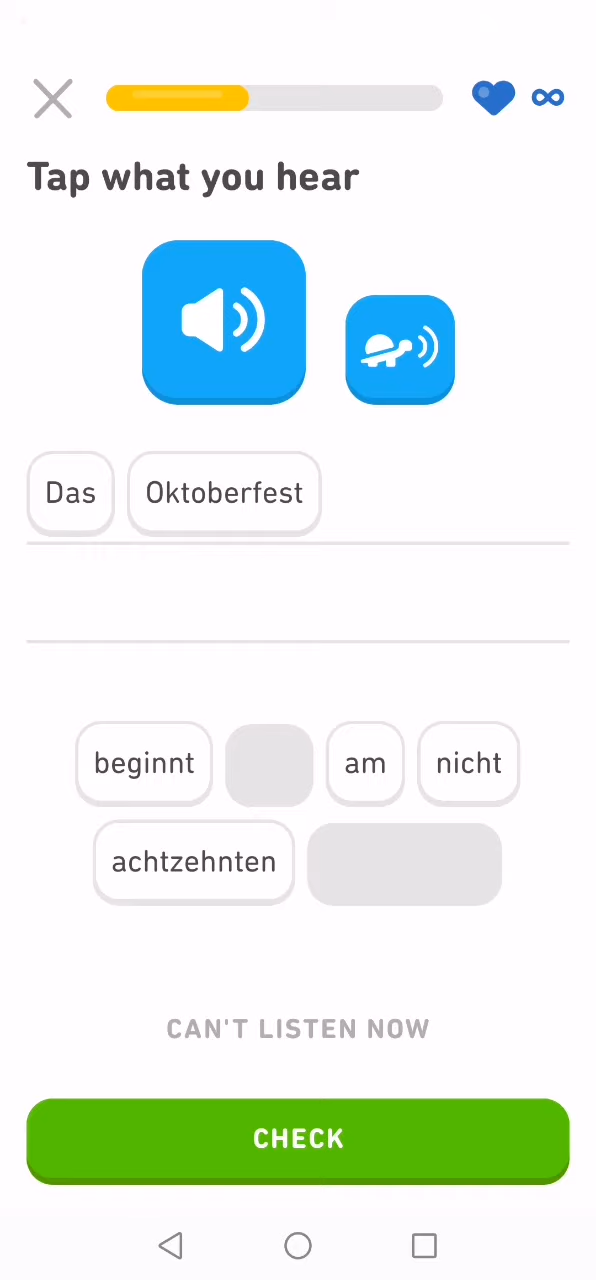 Tap what you hear
Das Oktoberfest
beginnt am nicht
achtzehnten
CAN'T LISTEN NOW
CHECK